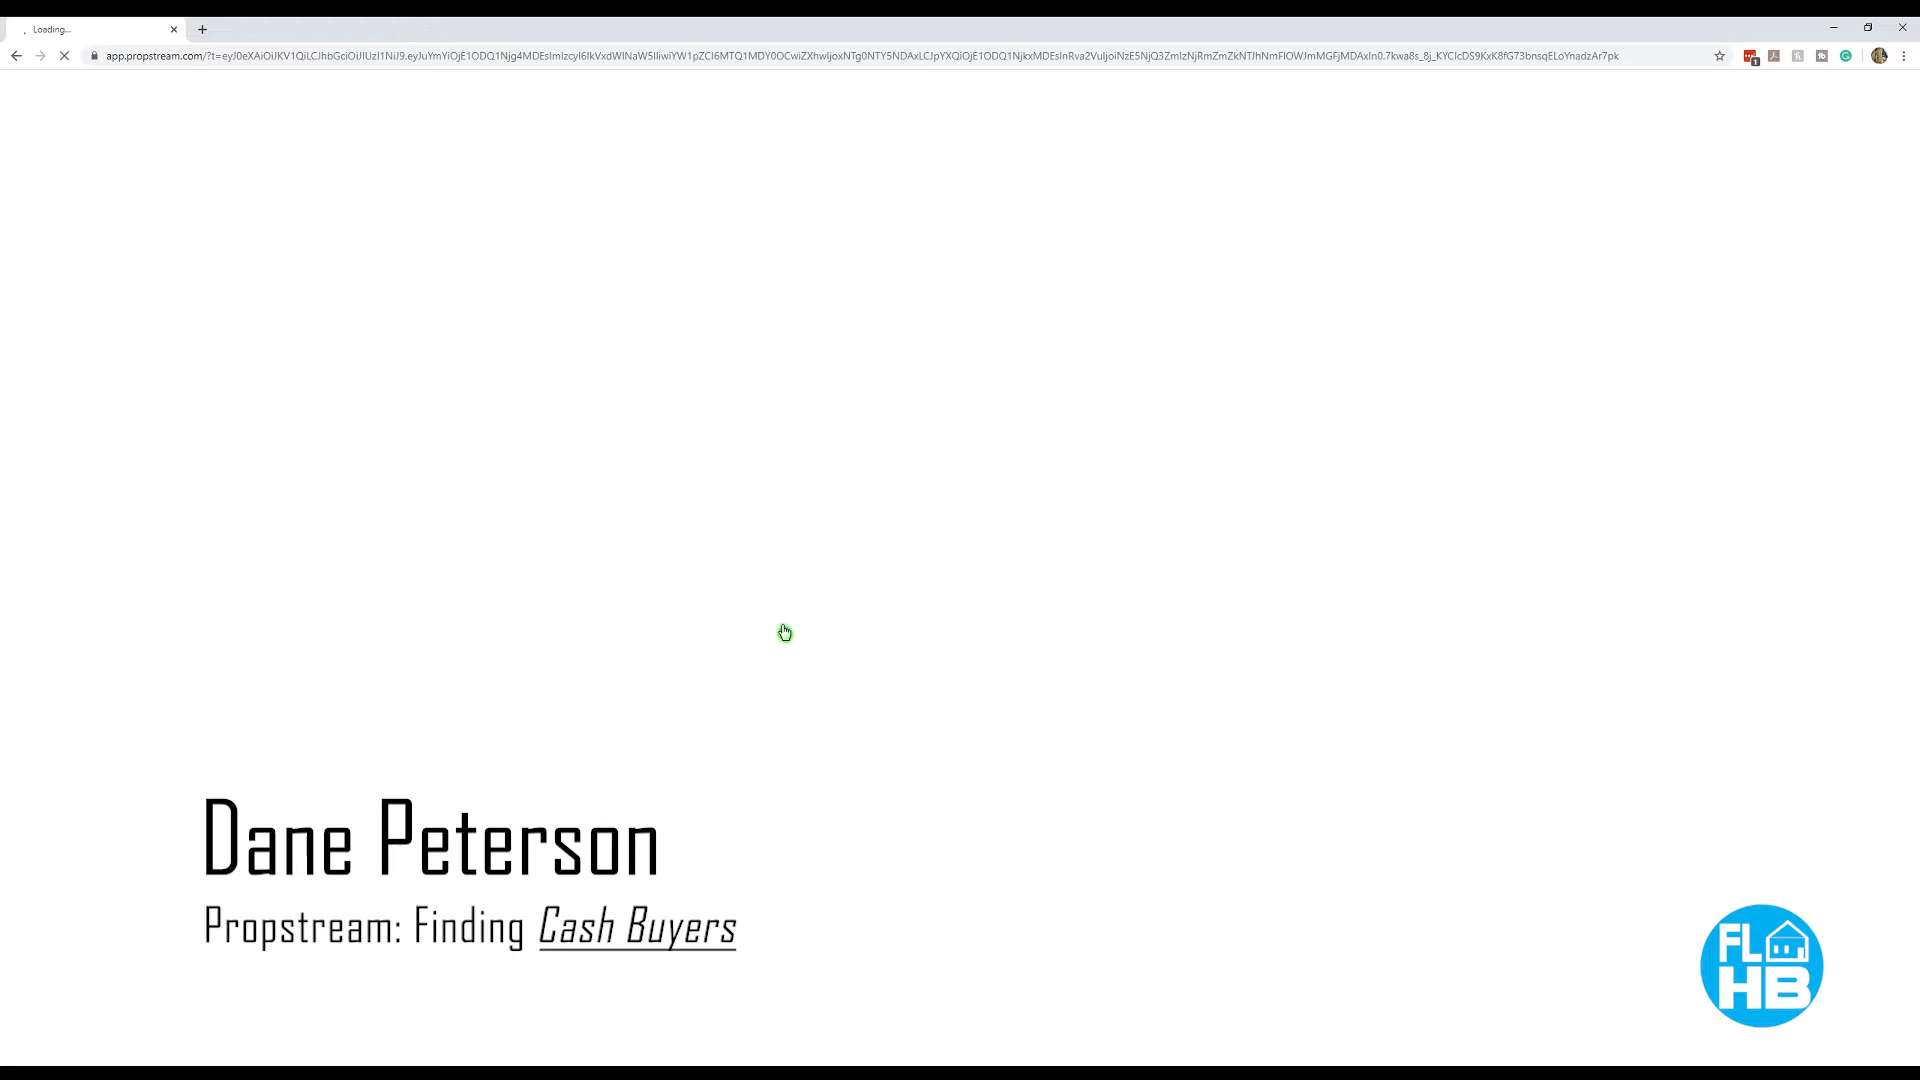 Loading...
Dane Peterson
Propstream: Finding Cash Buyers
FL
HB